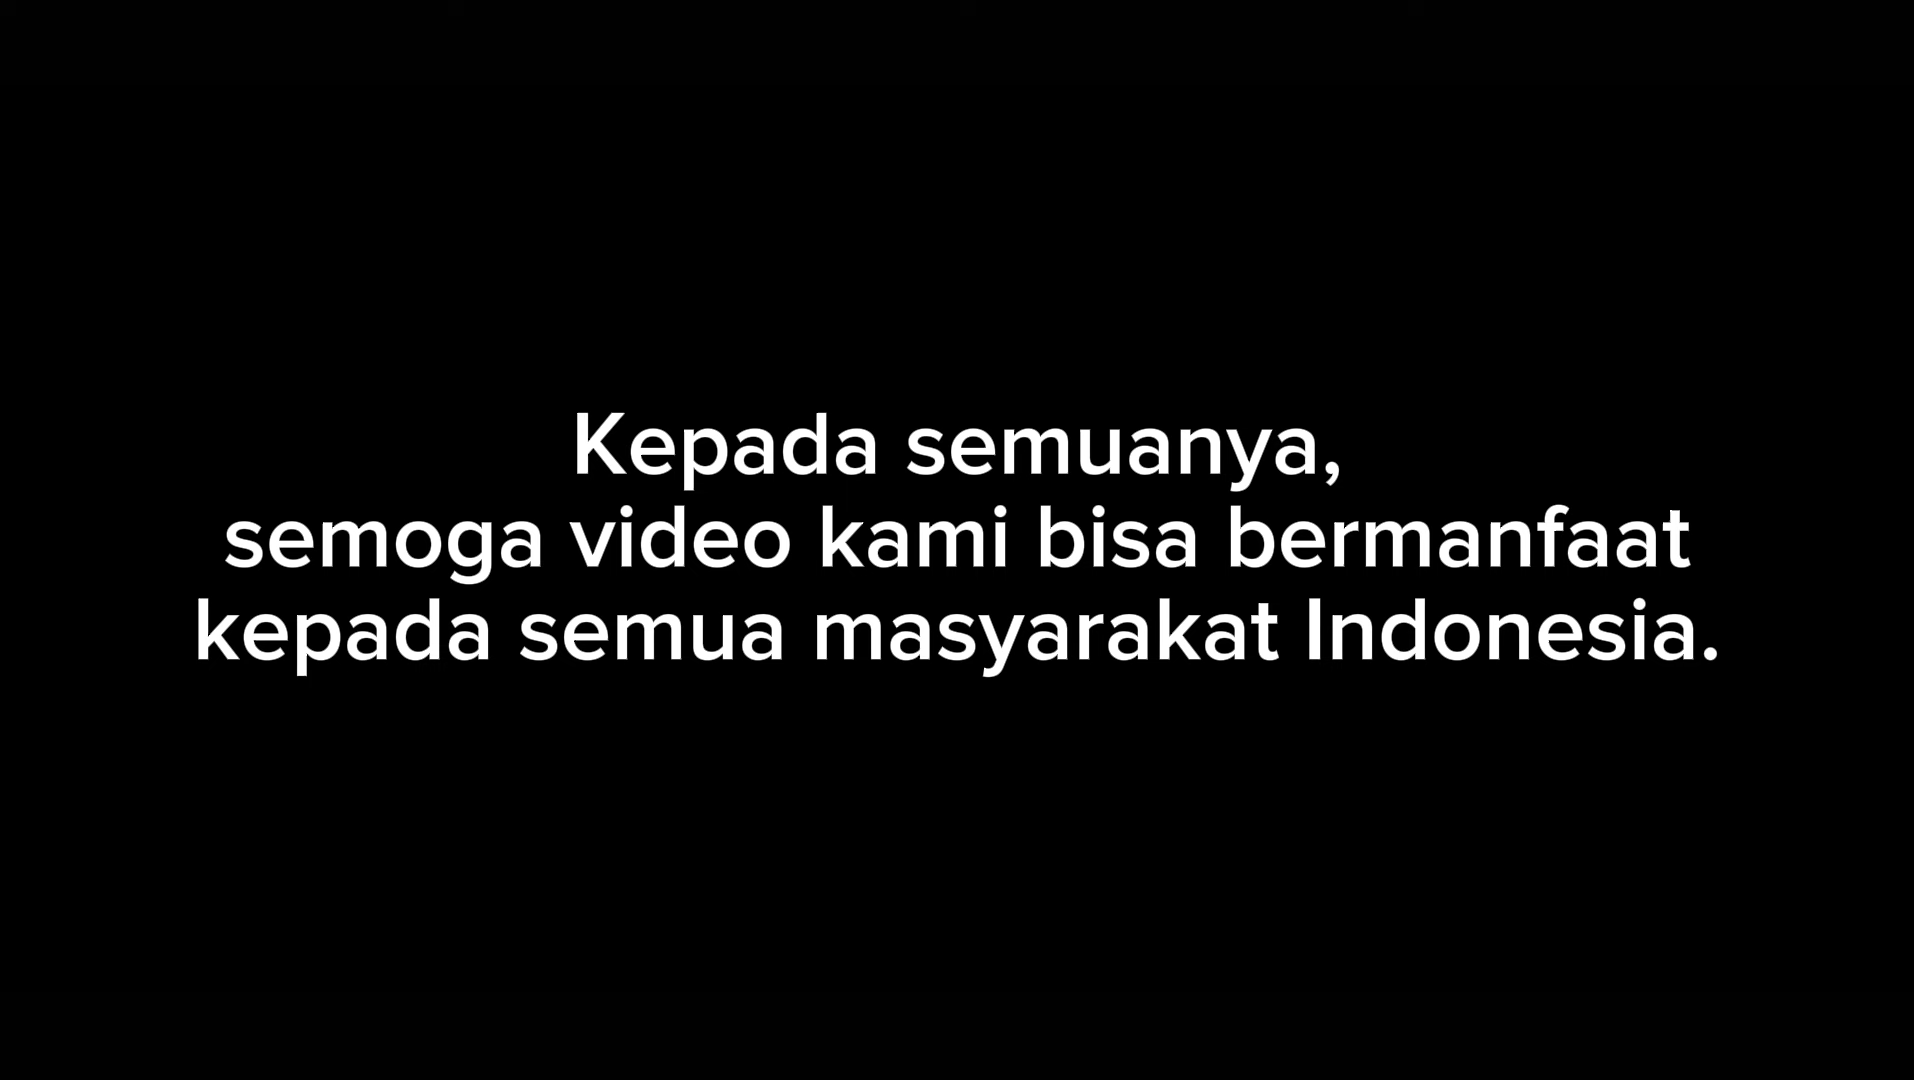 Kepada semuanya,
semoga video kami bisa bermanfaat
kepada semua masyarakat Indonesia.